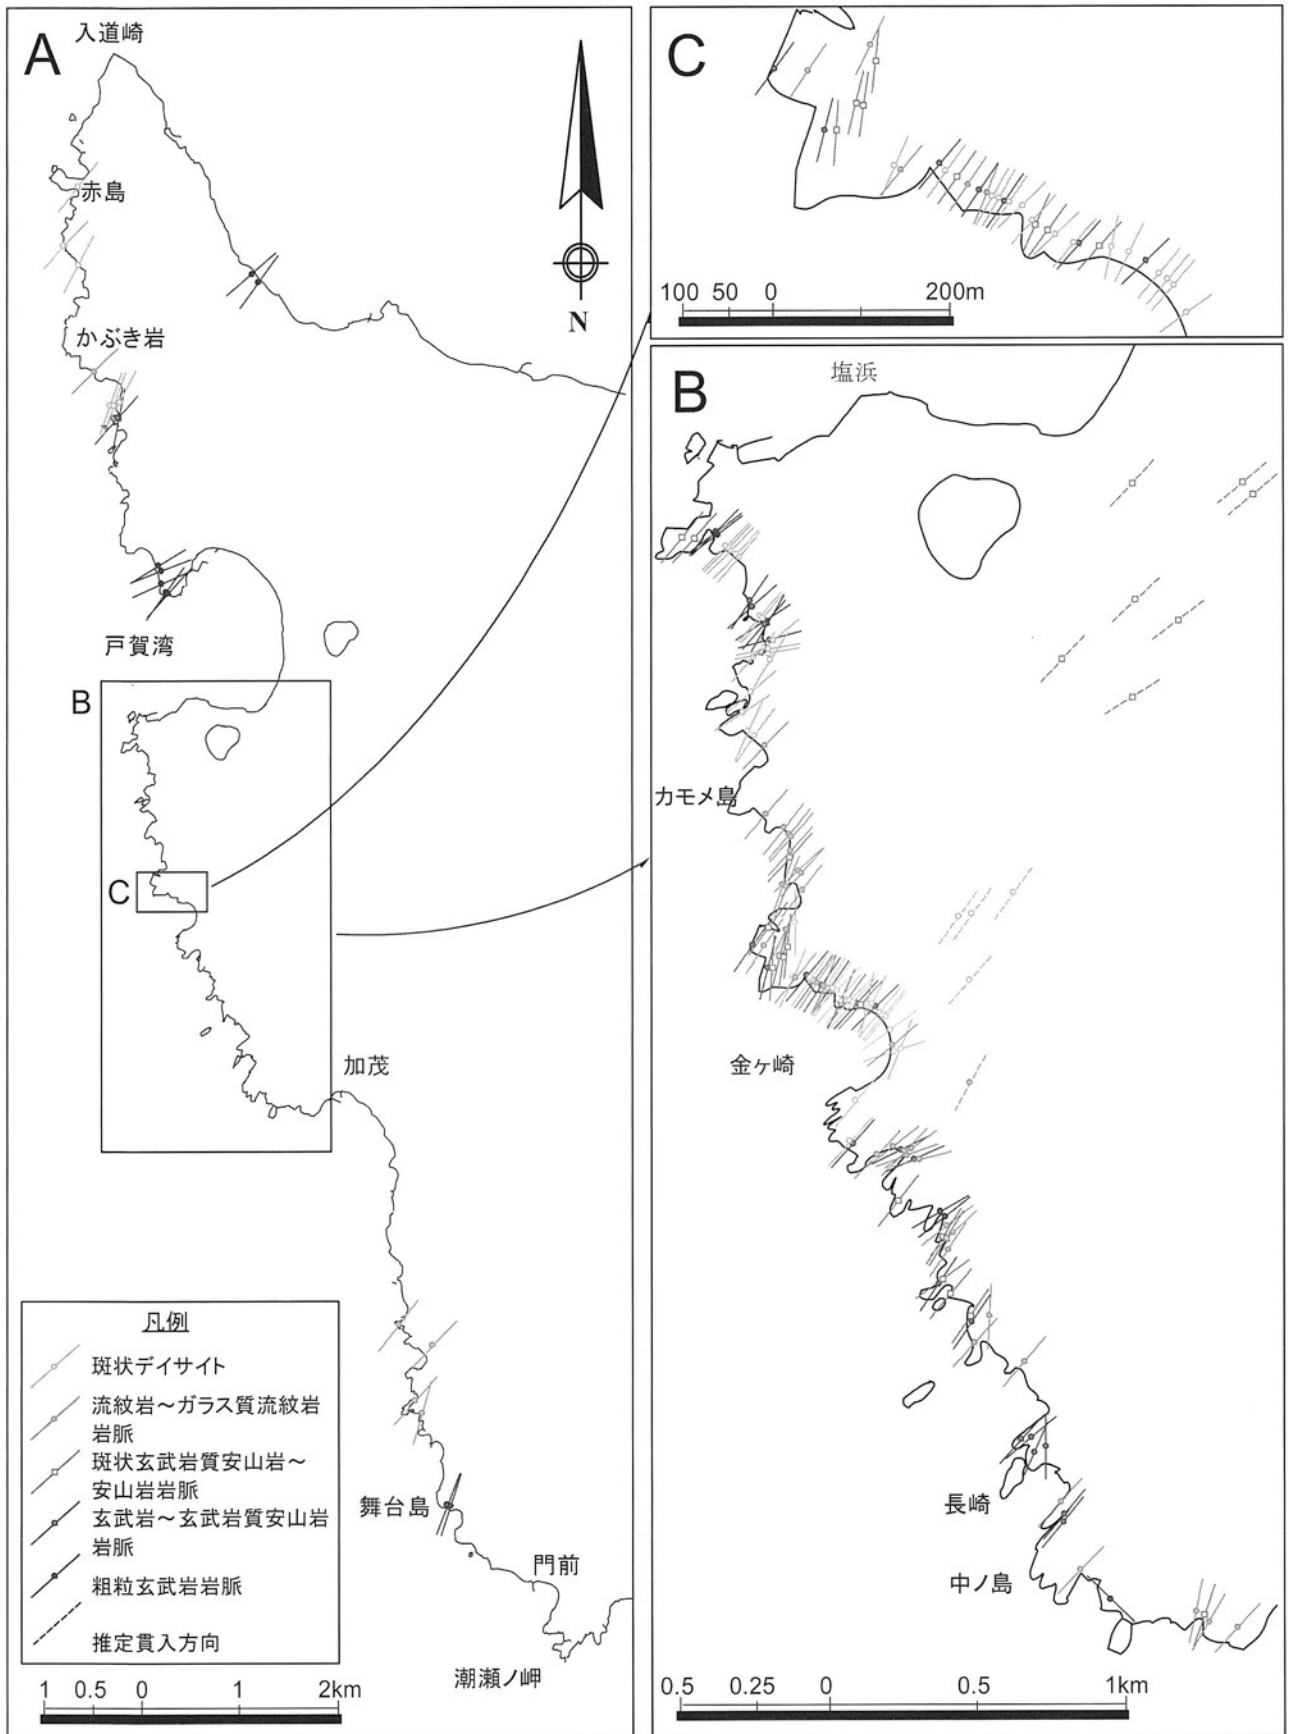 A
入道崎
赤島
かぶき岩
N
戸賀湾
B
C
加茂
舞台島
門前
潮瀬ノ岬
凡例
斑状デイサイト
流紋岩～ガラス質流紋岩
岩脈
斑状玄武岩質安山岩～
安山岩岩脈
玄武岩～玄武岩質安山岩
岩脈
粗粒玄武岩岩脈
推定貫入方向
1 0.5 0 1 2km
C
100 50 0 200m
B
塩浜
カモメ島
金ヶ崎
長崎
中ノ島
0.5 0.25 0 0.5 1km